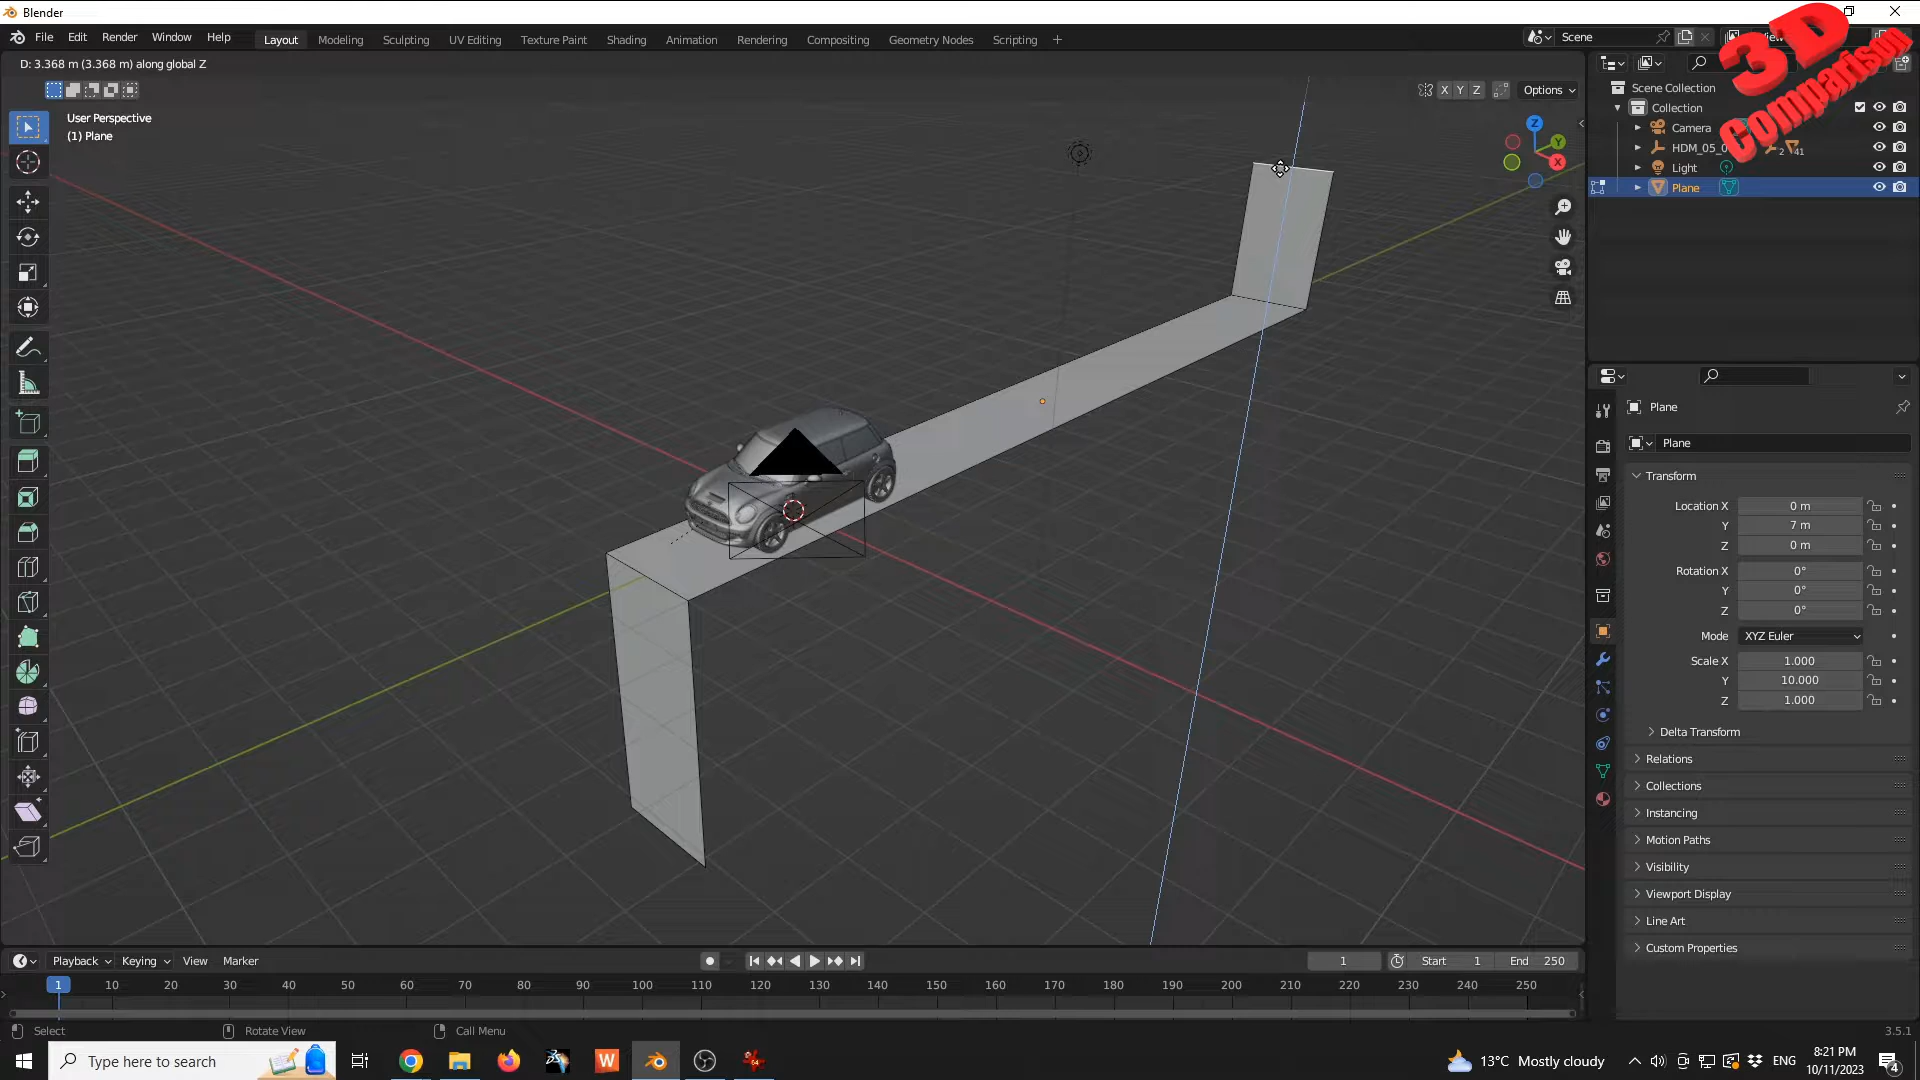 Blender
File Edit Render Window Help Layout Modeling Sculpting UV Editing Texture Paint Shading Animation Rendering Compositing Geometry Nodes Scripting + Scene
D: 3.368 m (3.368 m) along global Z
X Y Z Options
User Perspective
(1) Plane
Z
Y
X
3D
Comparison
Scene Collection
Collection
Camera
HDM_05_0 2 41
Light
Plane
Plane
Plane
Transform
Location X 0 m
Y 7 m
Z 0 m
Rotation X 0°
Y 0°
Z 0°
Mode XYZ Euler
Scale X 1.000
Y 10.000
Z 1.000
Delta Transform
Relations
Collections
Instancing
Motion Paths
Visibility
Viewport Display
Line Art
Custom Properties
Playback Keying View Marker 1 Start 1 End 250
1 10 20 30 40 50 60 70 80 90 100 110 120 130 140 150 160 170 180 190 200 210 220 230 240 250
Select Rotate View Call Menu 3.5.1
Type here to search 13°C Mostly cloudy ENG 8:21 PM
10/11/2023 4